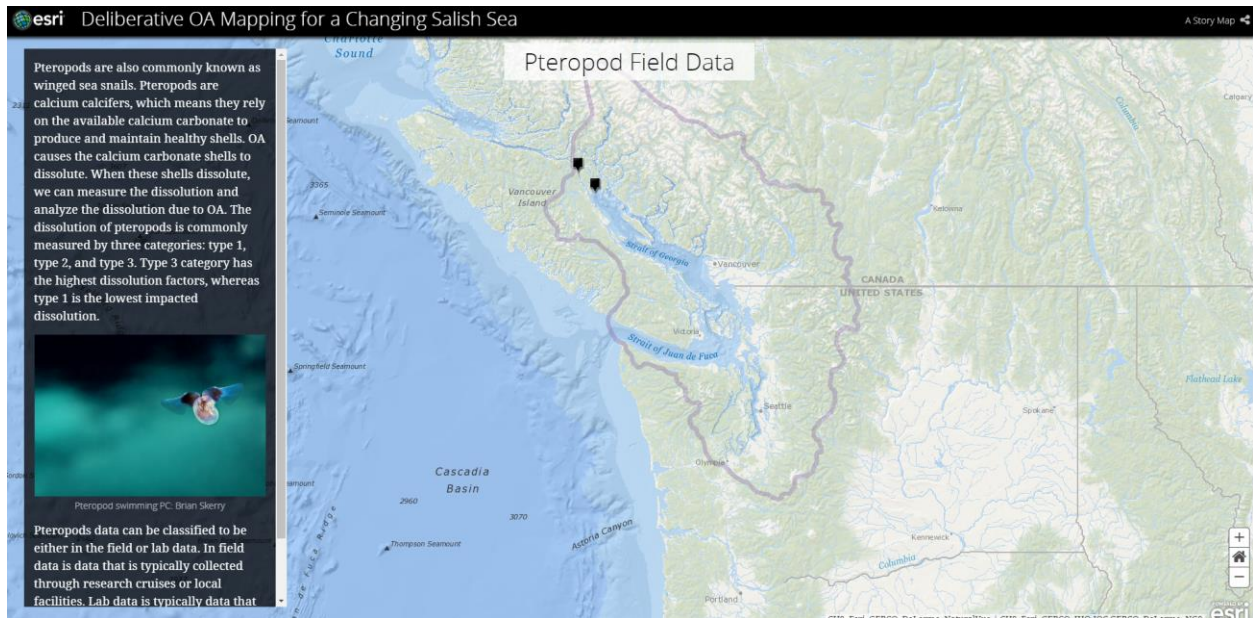 esri Deliberative OA Mapping for a Changing Salish Sea
A Story Map
Pteropod Field Data
Pteropods are also commonly known as
winged sea snails. Pteropods are
calcium calcifers, which means they rely
on the available calcium carbonate to
produce and maintain healthy shells. OA
causes the calcium carbonate shells to
dissolute. When these shells dissolute,
we can measure the dissolution and
analyze the dissolution due to OA. The
dissolution of pteropods is commonly
measured by three categories: type 1,
type 2, and type 3. Type 3 category has
the highest dissolution factors, whereas
type 1 is the lowest impacted
dissolution.
Pteropod swimming PC: Brian Skerry
Pteropods data can be classified to be
either in the field or lab data. In field
data is data that is typically collected
through research cruises or local
facilities. Lab data is typically data that
Charlotte
Sound
Calgary
Columbia
Seamount
3365
Seminole Seamount
Vancouver
Island
Kelowna
Strait of Georgia
Vancouver
CANADA
UNITED STATES
Victoria
Strait of Juan de Fuca
Springfield Seamount
Flathead Lake
Seattle
Spokane
Olympia
Cascadia
Basin
2960
3070
Thompson Seamount
Astoria Canyon
Kennewick
Columbia
Portland
+
−
esri